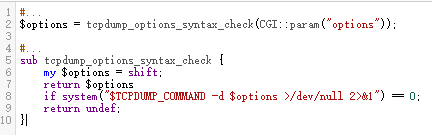 1 #...
2 $options = tcpdump_options_syntax_check(CGI::param("options"));
3
4 #...
5 sub tcpdump_options_syntax_check {
6 my $options = shift;
7 return $options
8 if system("$TCPDUMP_COMMAND -d $options >/dev/null 2>&1") == 0;
9 return undef;
10 }